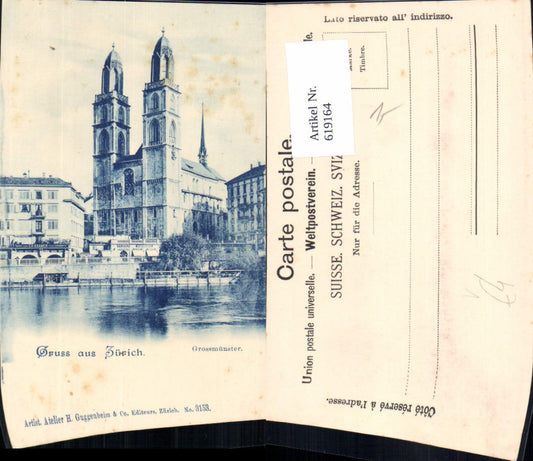 Gruss aus Zürich.
Grossmünster.
Artist. Atelier H. Guggenheim & Co. Editeurs, Zürich. No. 3153.
Lato riservato all' indirizzo.
Timbre.
Artikel Nr.
619164
Carte postale.
Union postale universelle. — Weltpostverein. —
SUISSE. SCHWEIZ.
Nur für die Adresse.
Côté réservé à l'adresse.